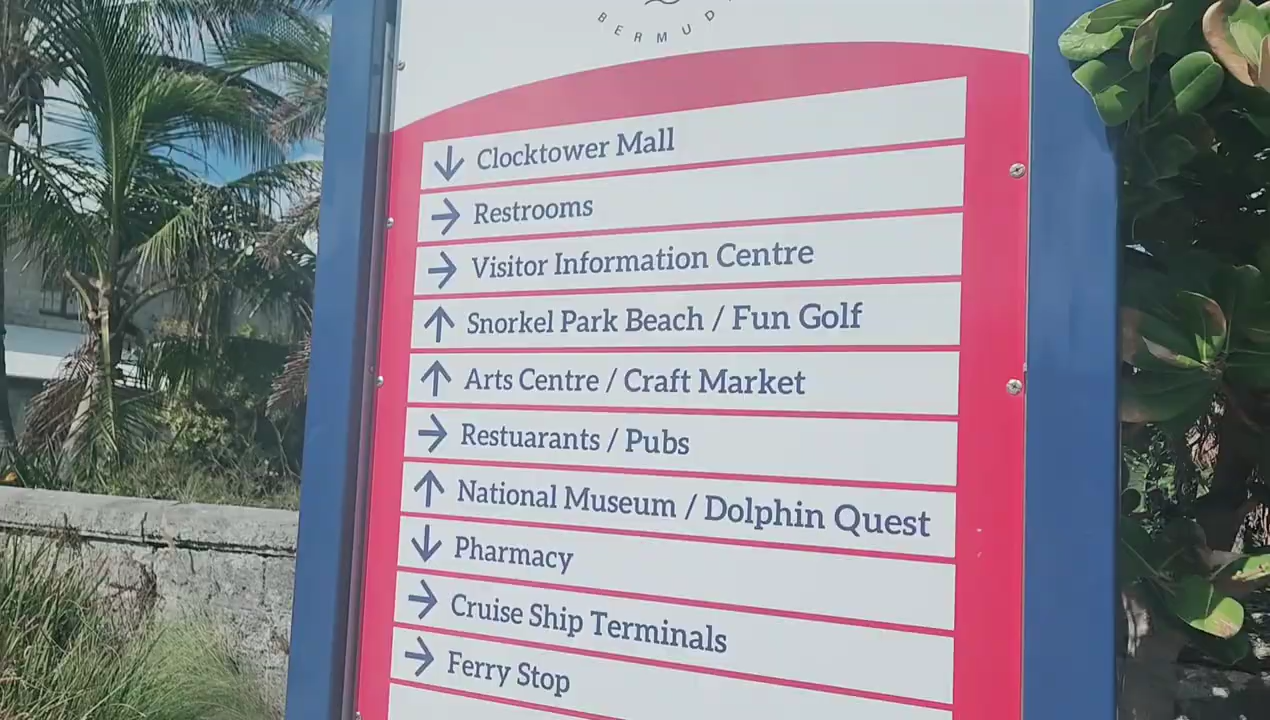 BERMUD
↓ Clocktower Mall
→ Restrooms
→ Visitor Information Centre
↑ Snorkel Park Beach / Fun Golf
↑ Arts Centre / Craft Market
→ Restuarants / Pubs
↑ National Museum / Dolphin Quest
↓ Pharmacy
→ Cruise Ship Terminals
→ Ferry Stop